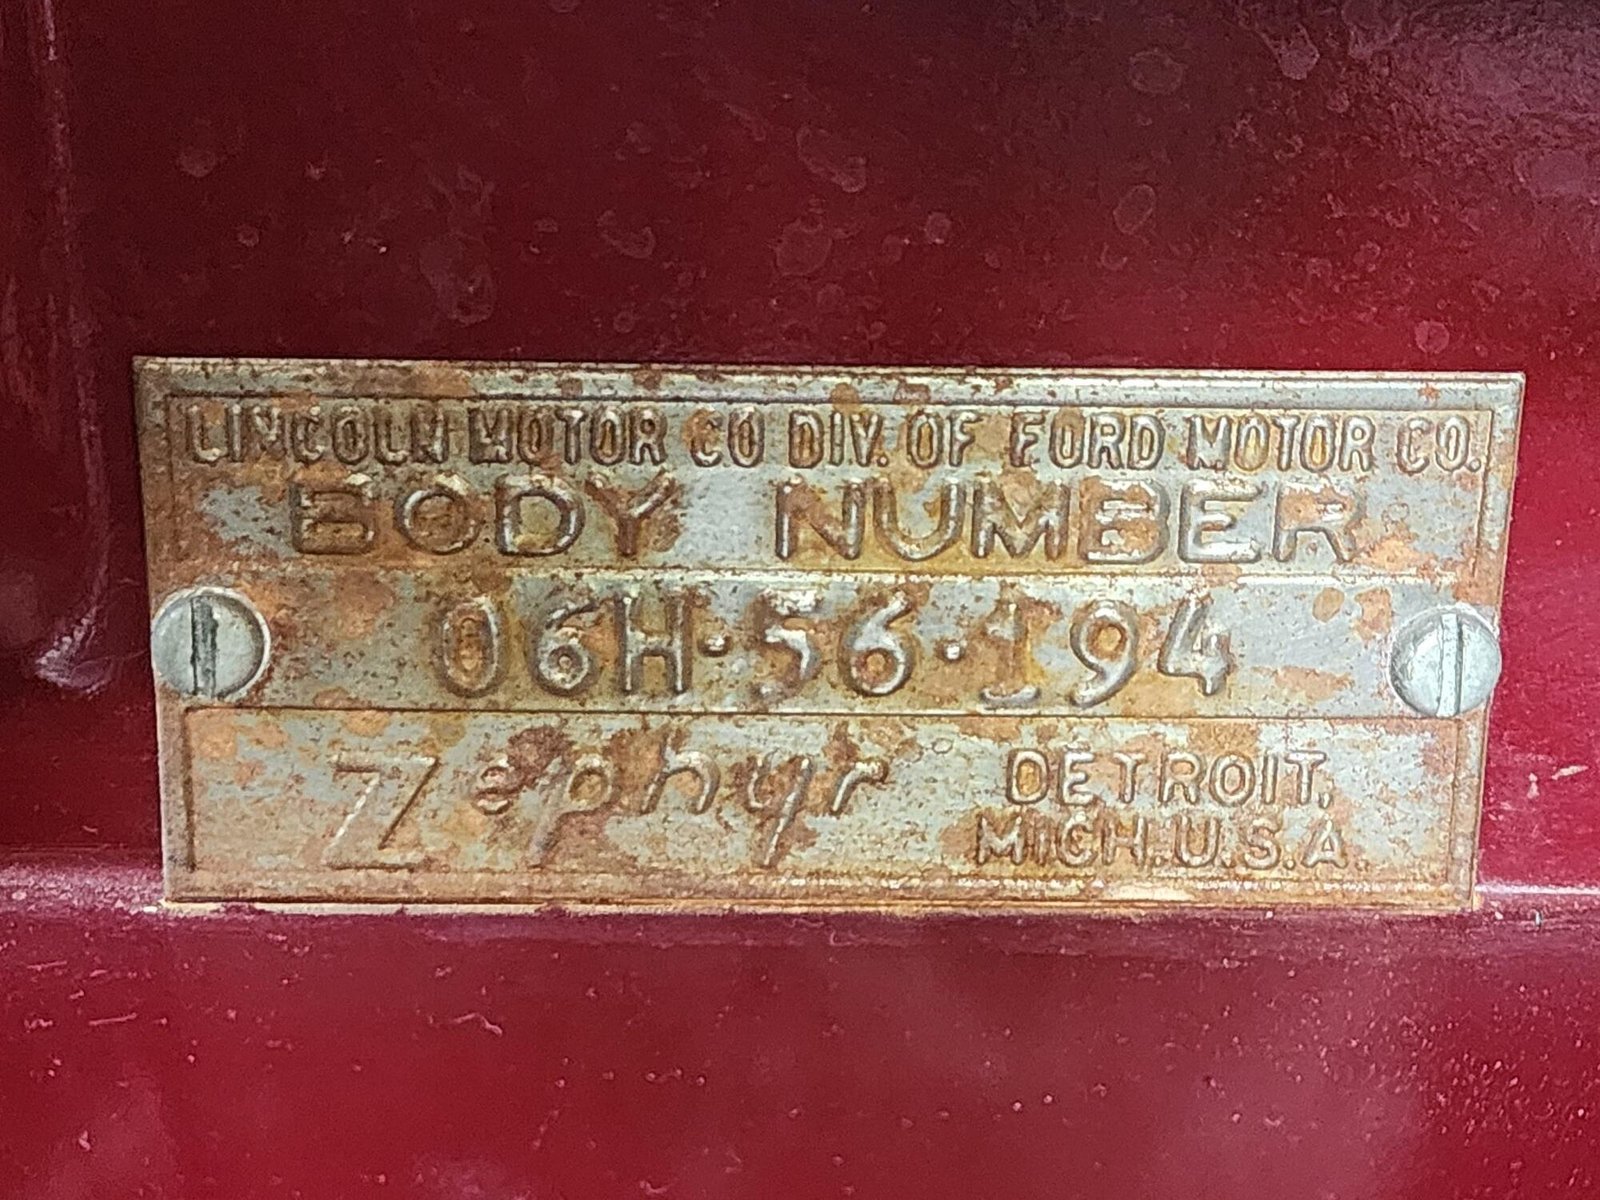 LINCOLN MOTOR CO DIV. OF FORD MOTOR CO.
BODY NUMBER
06H·56·194
Zephyr DETROIT,
MICH.U.S.A.